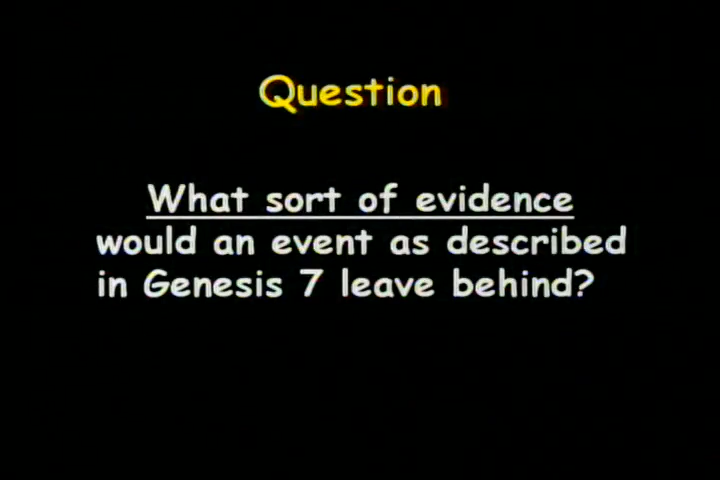 Question
What sort of evidence
would an event as described
in Genesis 7 leave behind?